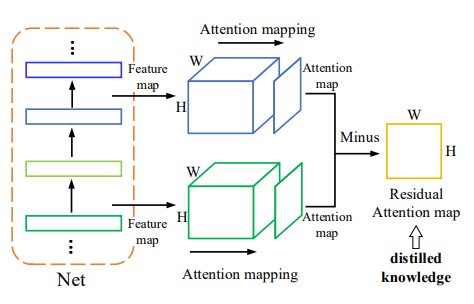 Attention mapping
W
Feature
map
H
Attention
map
Minus
W
H
Residual
Attention map
distilled
knowledge
W
Feature
map
H
Attention
map
Attention mapping
Net